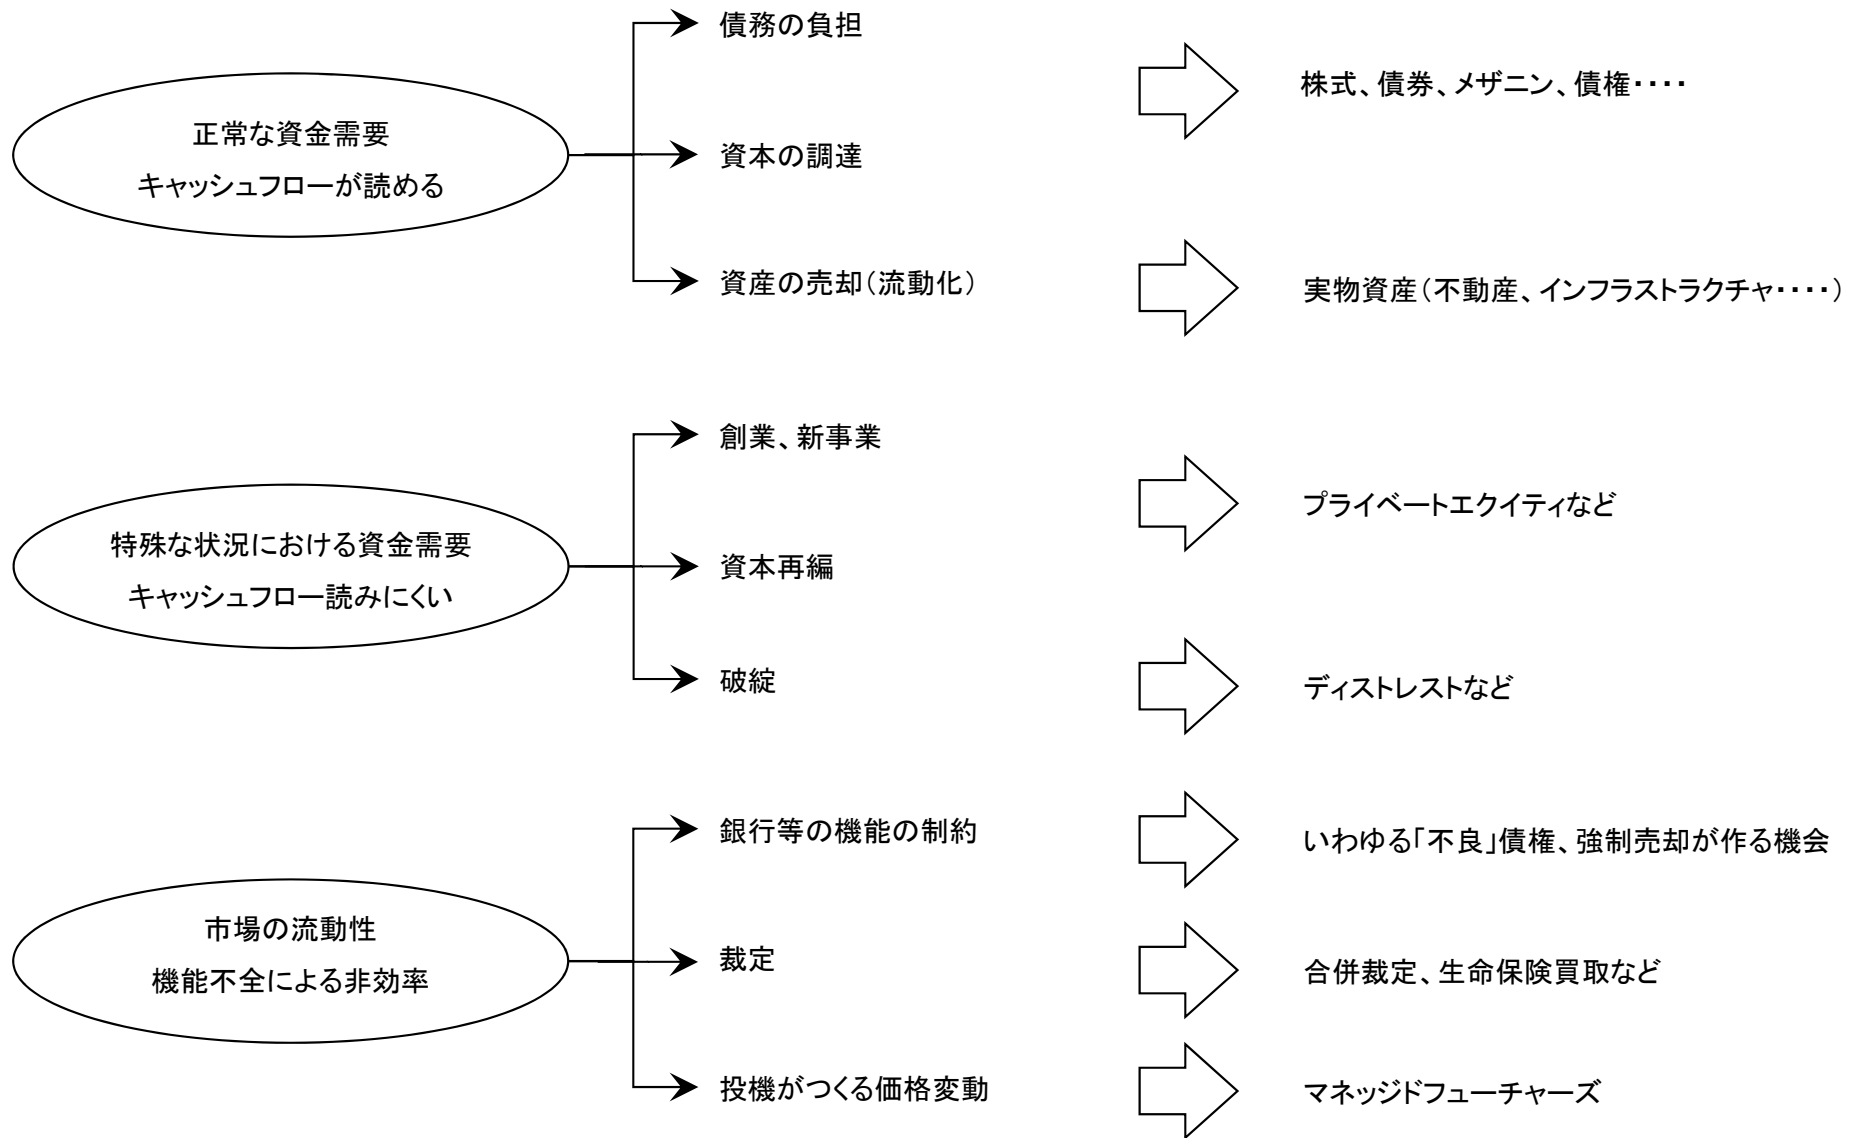 正常な資金需要
キャッシュフローが読める
債務の負担
資本の調達
資産の売却（流動化）
株式、債券、メザニン、債権・・・・
実物資産（不動産、インフラストラクチャ・・・・）
特殊な状況における資金需要
キャッシュフロー読みにくい
創業、新事業
資本再編
破綻
プライベートエクイティなど
ディストレストなど
市場の流動性
機能不全による非効率
銀行等の機能の制約
裁定
投機がつくる価格変動
いわゆる「不良」債権、強制売却が作る機会
合併裁定、生命保険買取など
マネッジドフューチャーズ